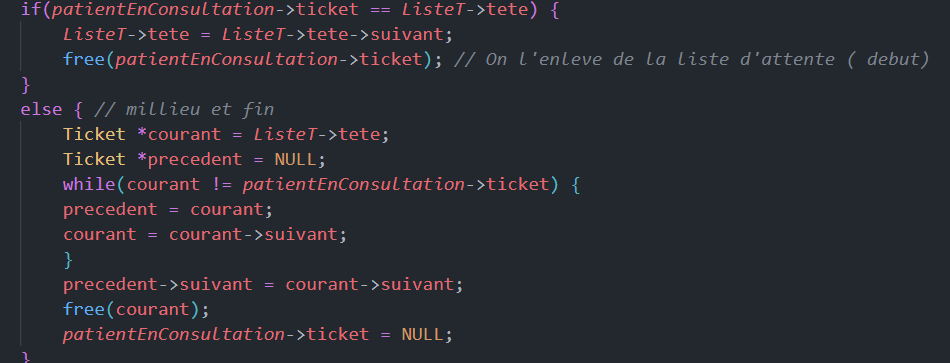 if(patientEnConsultation->ticket == ListeT->tete) {
ListeT->tete = ListeT->tete->suivant;
free(patientEnConsultation->ticket); // On l'enleve de la liste d'attente ( debut)
}
else { // millieu et fin
Ticket *courant = ListeT->tete;
Ticket *precedent = NULL;
while(courant != patientEnConsultation->ticket) {
precedent = courant;
courant = courant->suivant;
}
precedent->suivant = courant->suivant;
free(courant);
patientEnConsultation->ticket = NULL;
}